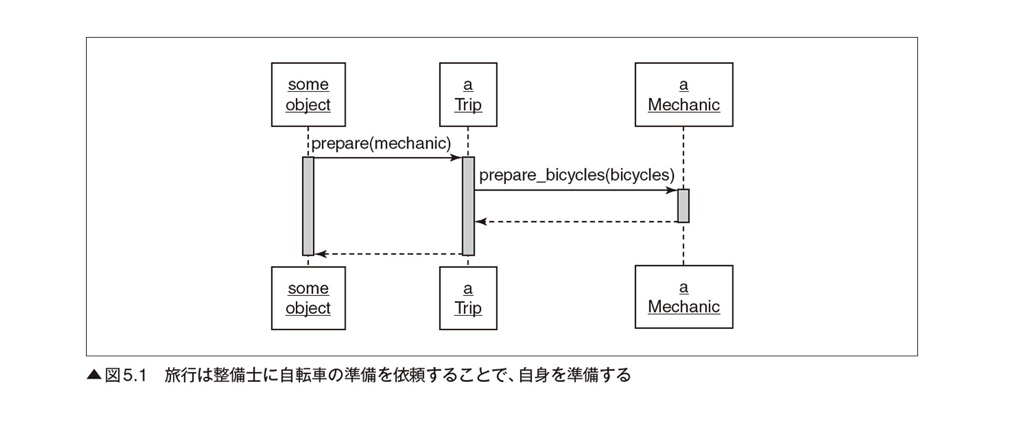 some
object
a
Trip
a
Mechanic
prepare(mechanic)
prepare_bicycles(bicycles)
some
object
a
Trip
a
Mechanic
▲図5.1　旅行は整備士に自転車の準備を依頼することで、自身を準備する